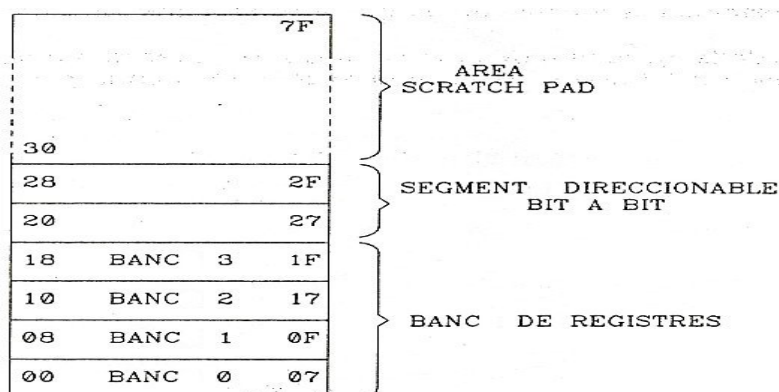 7F
AREA
SCRATCH PAD
30
28 2F
SEGMENT DIRECCIONABLE
BIT A BIT
20 27
18 BANC 3 1F
10 BANC 2 17
BANC DE REGISTRES
08 BANC 1 0F
00 BANC 0 07